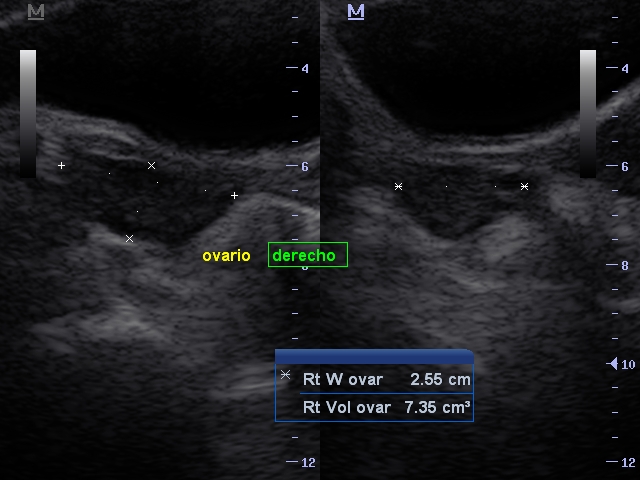 M M
4 4
6 6
ovario derecho
8 8
Rt W ovar 2.55 cm
Rt Vol ovar 7.35 cm³
10
12 12